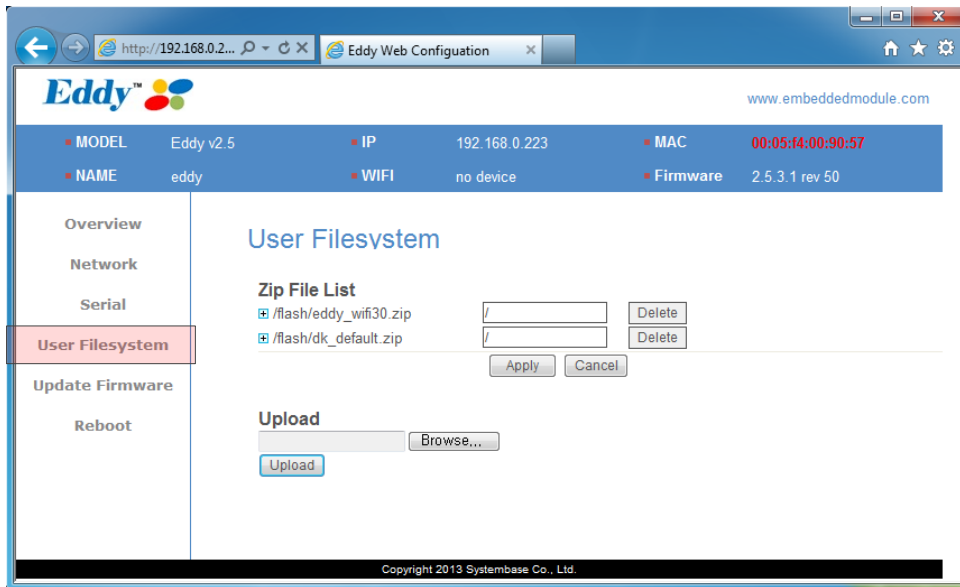 http://192.168.0.2... Eddy Web Configuation
Eddy™
www.embeddedmodule.com
MODEL Eddy v2.5 IP 192.168.0.223 MAC 00:05:f4:00:90:57
NAME eddy WIFI no device Firmware 2.5.3.1 rev 50
Overview
Network
Serial
User Filesystem
Update Firmware
Reboot
User Filesystem
Zip File List
/flash/eddy_wifi30.zip / Delete
/flash/dk_default.zip / Delete
Apply Cancel
Upload
Browse...
Upload
Copyright 2013 Systembase Co., Ltd.